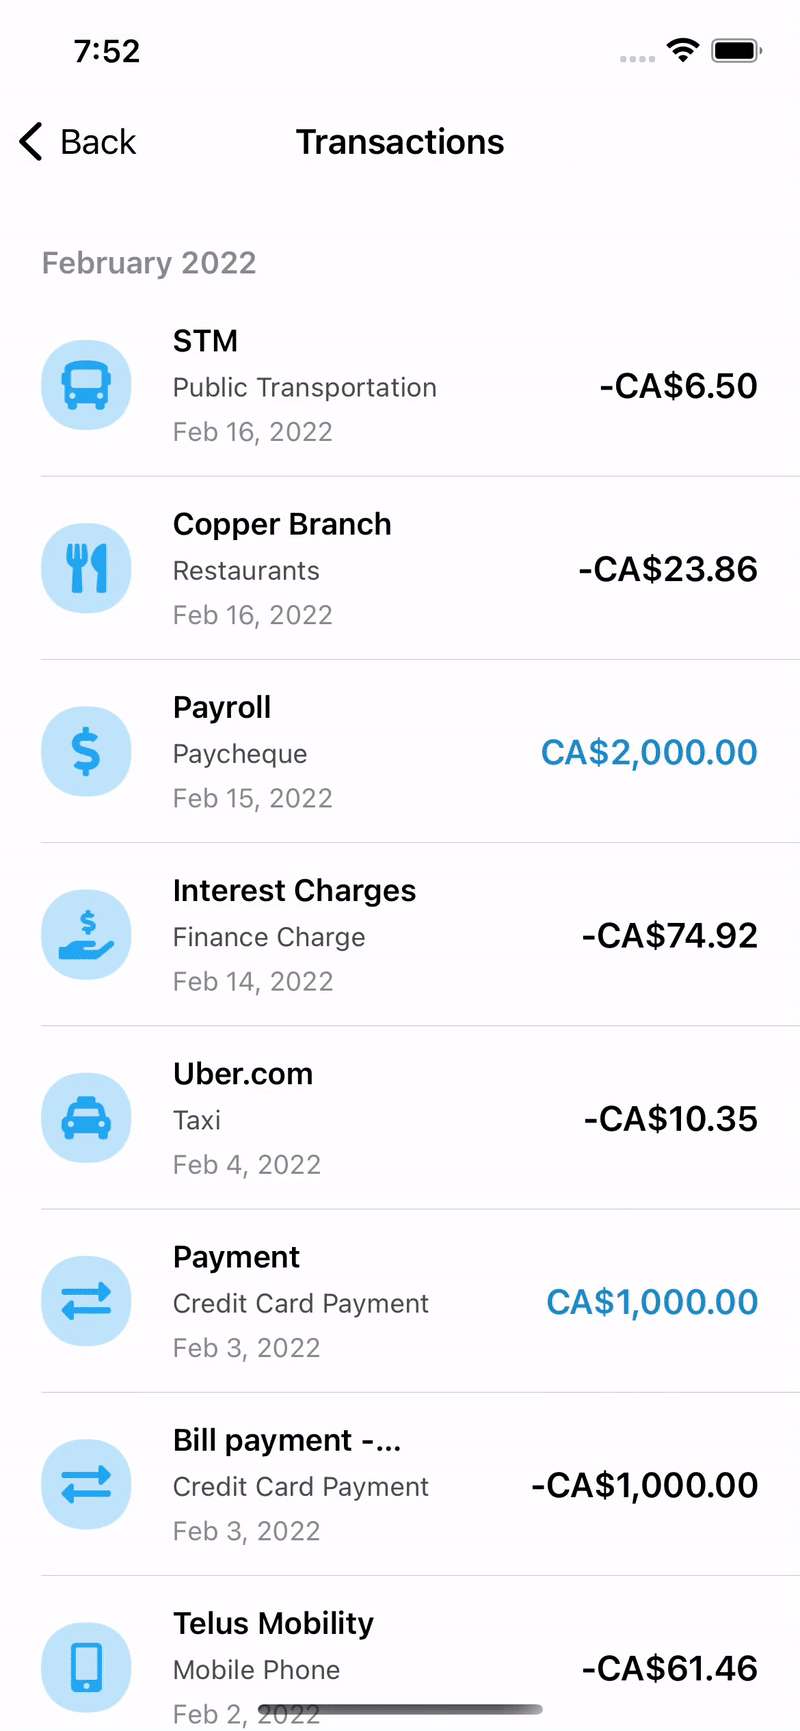 7:52
Back
Transactions
February 2022
STM
Public Transportation
-CA$6.50
Feb 16, 2022
Copper Branch
Restaurants
-CA$23.86
Feb 16, 2022
Payroll
Paycheque
CA$2,000.00
Feb 15, 2022
Interest Charges
Finance Charge
-CA$74.92
Feb 14, 2022
Uber.com
Taxi
-CA$10.35
Feb 4, 2022
Payment
Credit Card Payment
CA$1,000.00
Feb 3, 2022
Bill payment -...
Credit Card Payment
-CA$1,000.00
Feb 3, 2022
Telus Mobility
Mobile Phone
-CA$61.46
Feb 2, 2022